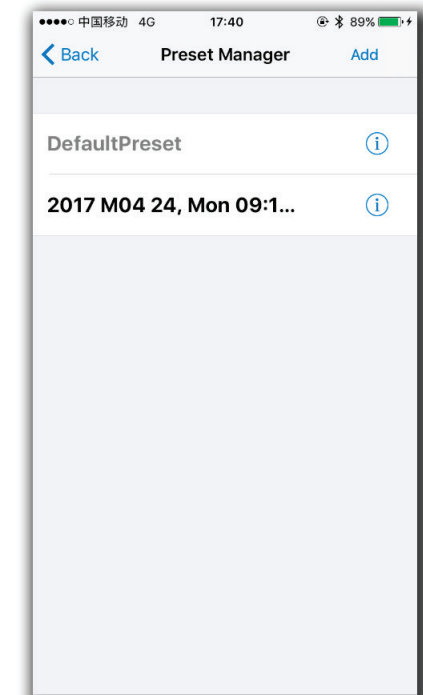 中国移动 4G 17:40 89%
Back Preset Manager Add
DefaultPreset
2017 M04 24, Mon 09:1...